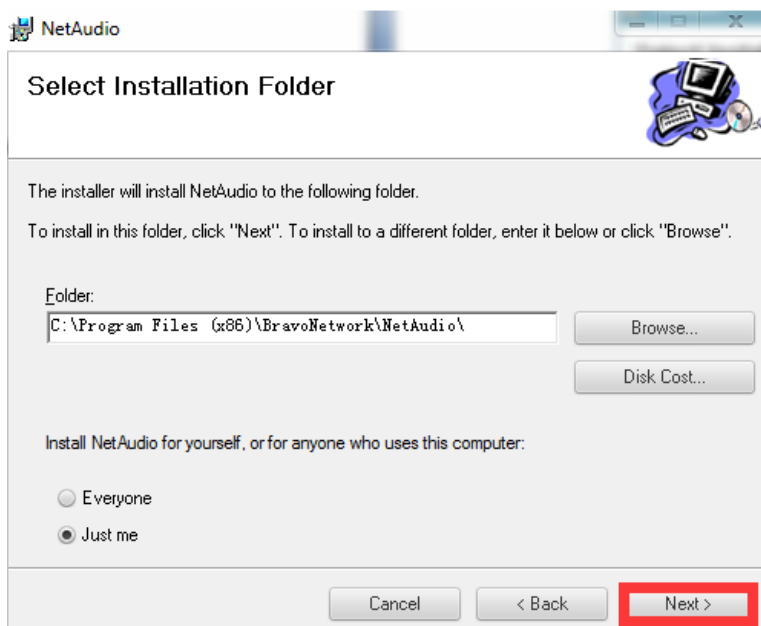 NetAudio
Select Installation Folder
The installer will install NetAudio to the following folder.
To install in this folder, click "Next". To install to a different folder, enter it below or click "Browse".
Folder:
C:\Program Files (x86)\BravoNetwork\NetAudio\
Browse...
Disk Cost...
Install NetAudio for yourself, or for anyone who uses this computer:
Everyone
Just me
Cancel
< Back
Next >